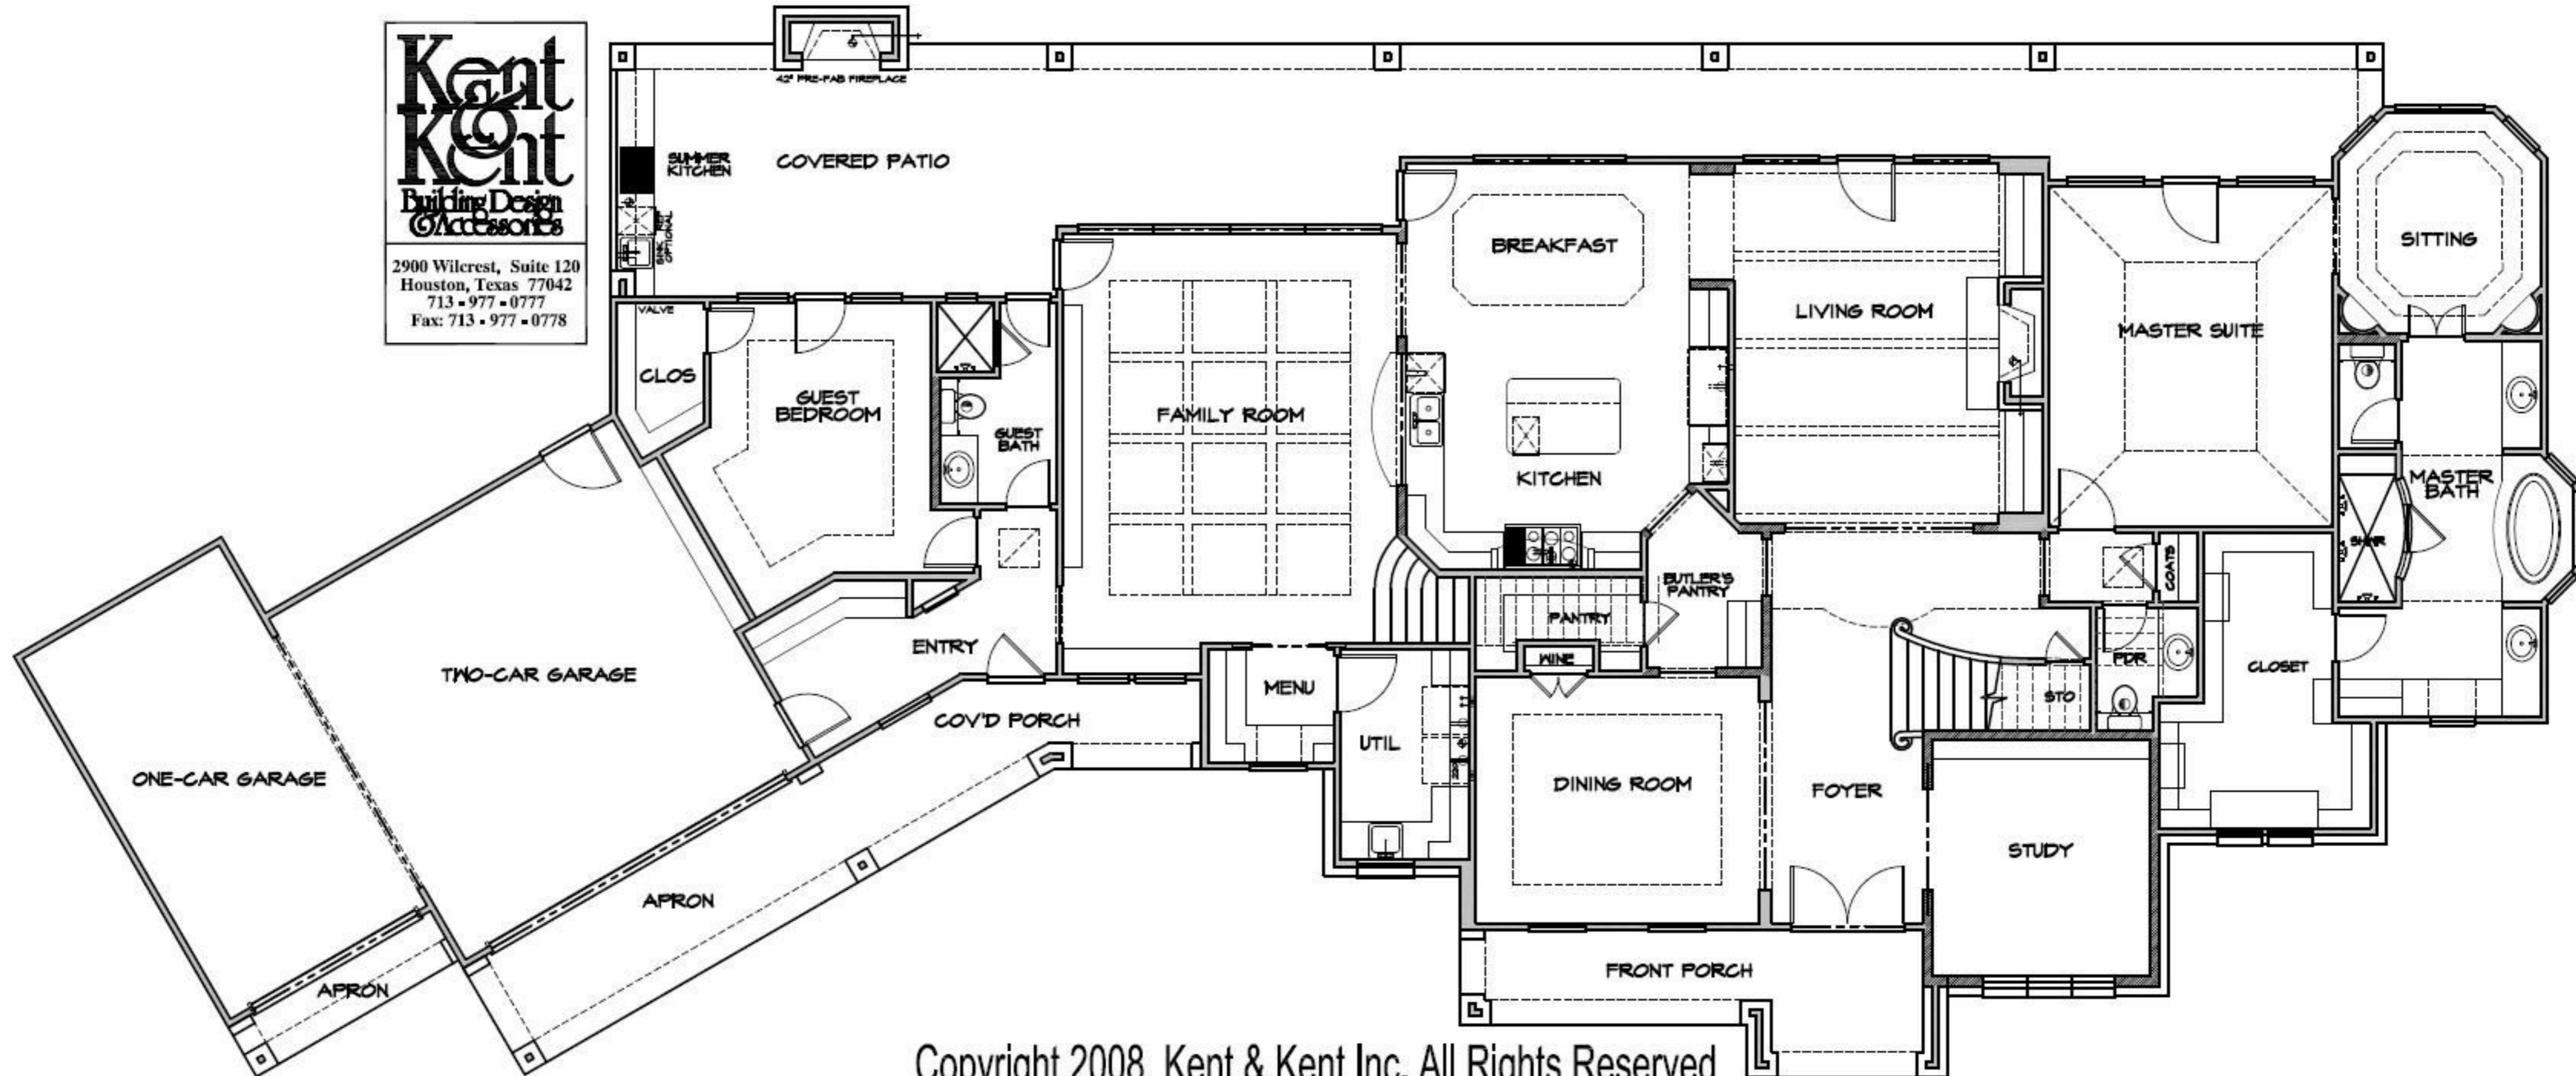 Kent
&
Kent
Building Design
& Accessories
2900 Wilcrest, Suite 120
Houston, Texas 77042
713 - 977 - 0777
Fax: 713 - 977 - 0778
42" PRE-FAB FIREPLACE
SUMMER
KITCHEN
COVERED PATIO
SINK
REF
OPTIONAL
BREAKFAST
SITTING
VALVE
LIVING ROOM
MASTER SUITE
CLOS
GUEST
BEDROOM
FAMILY ROOM
GUEST
BATH
KITCHEN
MASTER
BATH
SHWR
COATS
BUTLER'S
PANTRY
PANTRY
ENTRY
WINE
PDR
CLOSET
TWO-CAR GARAGE
MENU
STO
COV'D PORCH
UTIL
ONE-CAR GARAGE
DINING ROOM
FOYER
STUDY
APRON
FRONT PORCH
APRON
Copyright 2008 Kent & Kent Inc. All Rights Reserved